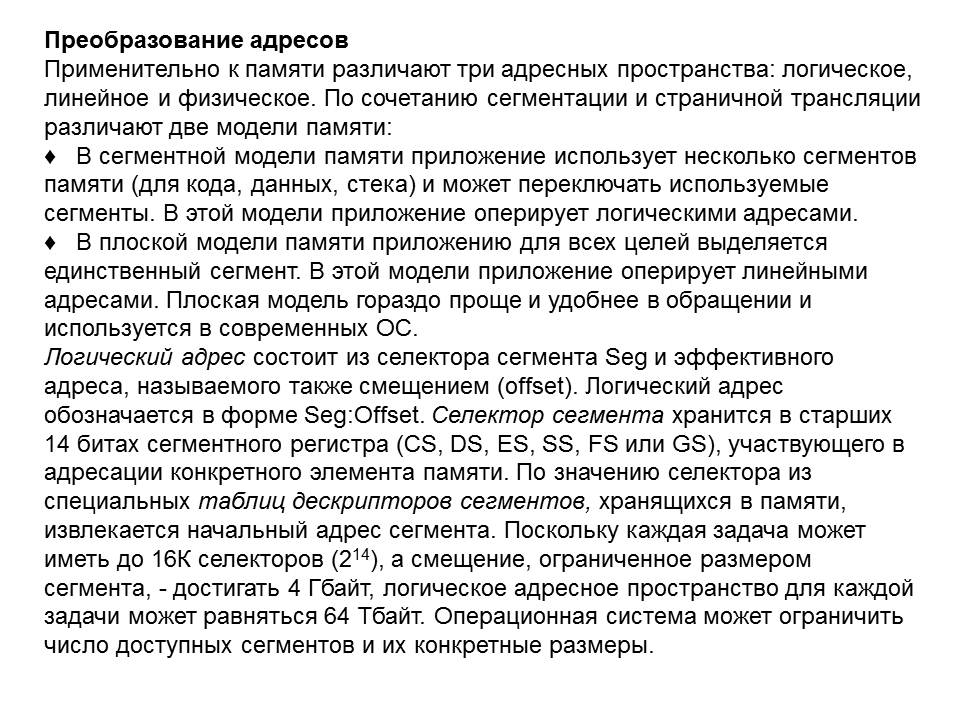 Преобразование адресов
Применительно к памяти различают три адресных пространства: логическое,
линейное и физическое. По сочетанию сегментации и страничной трансляции
различают две модели памяти:
♦ В сегментной модели памяти приложение использует несколько сегментов
памяти (для кода, данных, стека) и может переключать используемые
сегменты. В этой модели приложение оперирует логическими адресами.
♦ В плоской модели памяти приложению для всех целей выделяется
единственный сегмент. В этой модели приложение оперирует линейными
адресами. Плоская модель гораздо проще и удобнее в обращении и
используется в современных ОС.
Логический адрес состоит из селектора сегмента Seg и эффективного
адреса, называемого также смещением (offset). Логический адрес
обозначается в форме Seg:Offset. Селектор сегмента хранится в старших
14 битах сегментного регистра (CS, DS, ES, SS, FS или GS), участвующего в
адресации конкретного элемента памяти. По значению селектора из
специальных таблиц дескрипторов сегментов, хранящихся в памяти,
извлекается начальный адрес сегмента. Поскольку каждая задача может
иметь до 16К селекторов (2¹⁴), а смещение, ограниченное размером
сегмента, - достигать 4 Гбайт, логическое адресное пространство для каждой
задачи может равняться 64 Тбайт. Операционная система может ограничить
число доступных сегментов и их конкретные размеры.